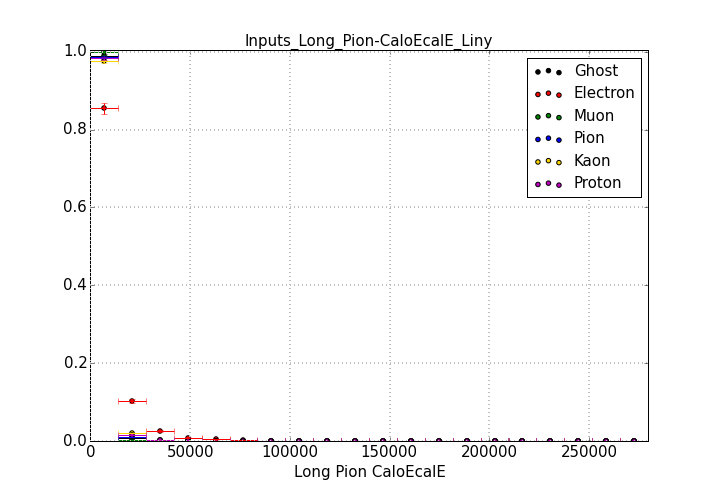 Inputs_Long_Pion-CaloEcalE_Liny
1.0
0.8
0.6
0.4
0.2
0.0
Ghost
Electron
Muon
Pion
Kaon
Proton
0 50000 100000 150000 200000 250000
Long Pion CaloEcalE